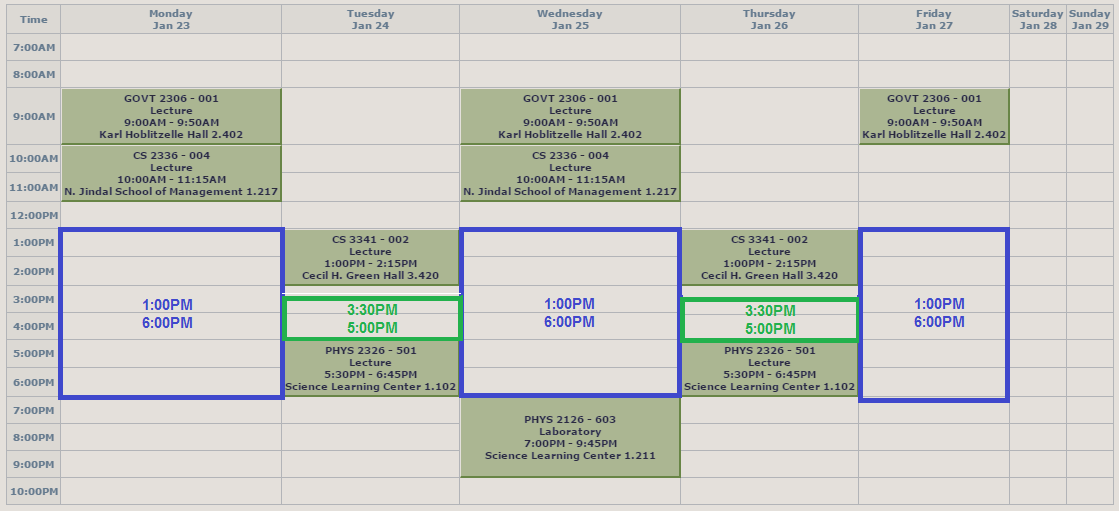 Time
Monday
Jan 23
Tuesday
Jan 24
Wednesday
Jan 25
Thursday
Jan 26
Friday
Jan 27
Saturday
Jan 28
Sunday
Jan 29
7:00AM
8:00AM
9:00AM
GOVT 2306 - 001
Lecture
9:00AM - 9:50AM
Karl Hoblitzelle Hall 2.402
GOVT 2306 - 001
Lecture
9:00AM - 9:50AM
Karl Hoblitzelle Hall 2.402
GOVT 2306 - 001
Lecture
9:00AM - 9:50AM
Karl Hoblitzelle Hall 2.402
10:00AM
11:00AM
CS 2336 - 004
Lecture
10:00AM - 11:15AM
N. Jindal School of Management 1.217
CS 2336 - 004
Lecture
10:00AM - 11:15AM
N. Jindal School of Management 1.217
12:00PM
1:00PM
2:00PM
CS 3341 - 002
Lecture
1:00PM - 2:15PM
Cecil H. Green Hall 3.420
CS 3341 - 002
Lecture
1:00PM - 2:15PM
Cecil H. Green Hall 3.420
3:00PM
4:00PM
1:00PM
6:00PM
3:30PM
5:00PM
1:00PM
6:00PM
3:30PM
5:00PM
1:00PM
6:00PM
5:00PM
6:00PM
PHYS 2326 - 501
Lecture
5:30PM - 6:45PM
Science Learning Center 1.102
PHYS 2326 - 501
Lecture
5:30PM - 6:45PM
Science Learning Center 1.102
7:00PM
8:00PM
9:00PM
PHYS 2126 - 603
Laboratory
7:00PM - 9:45PM
Science Learning Center 1.211
10:00PM